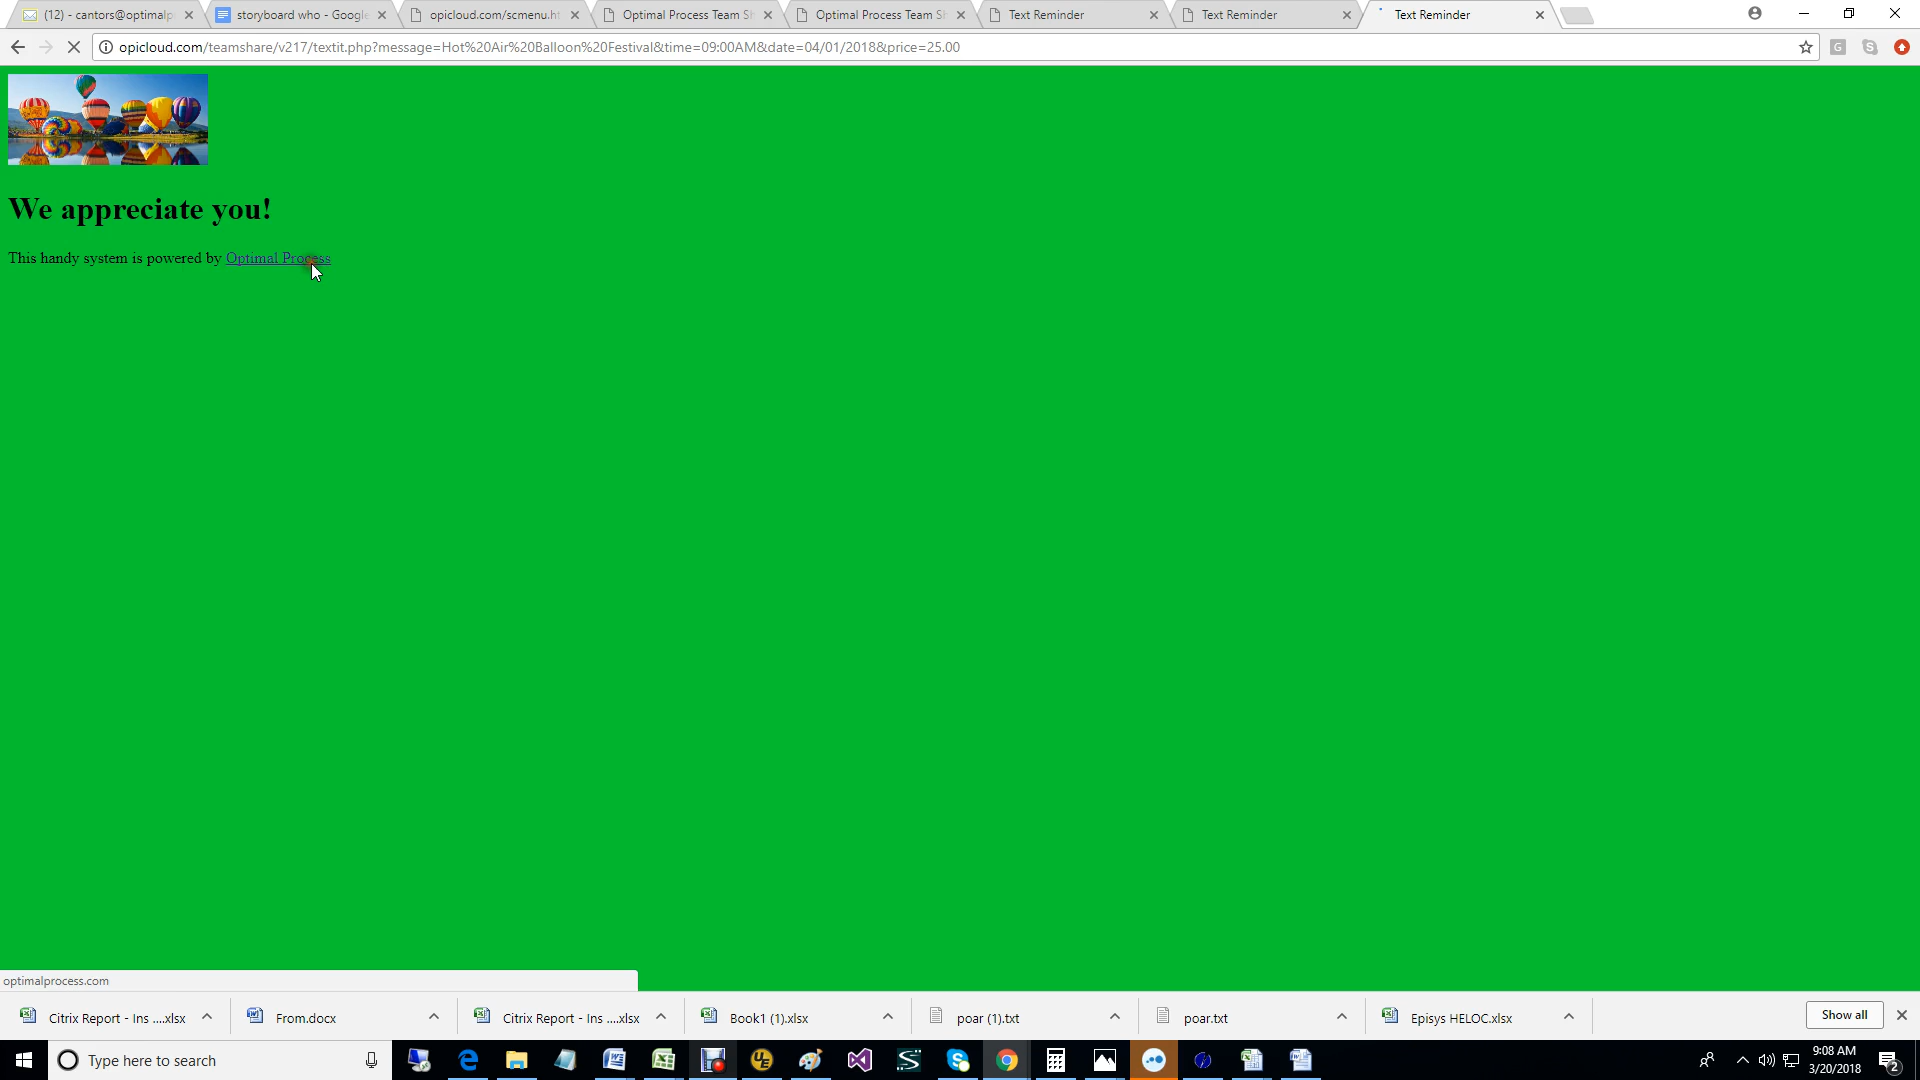 (12) - cantors@optimalp
storyboard who - Google
opicloud.com/scmenu.ht
Optimal Process Team Sh
Optimal Process Team Sh
Text Reminder
Text Reminder
Text Reminder
opicloud.com/teamshare/v217/textit.php?message=Hot%20Air%20Balloon%20Festival&time=09:00AM&date=04/01/2018&price=25.00
We appreciate you!
This handy system is powered by Optimal Process
optimalprocess.com
Citrix Report - Ins ....xlsx
From.docx
Citrix Report - Ins ....xlsx
Book1 (1).xlsx
poar (1).txt
poar.txt
Episys HELOC.xlsx
Show all
Type here to search
9:08 AM
3/20/2018
2